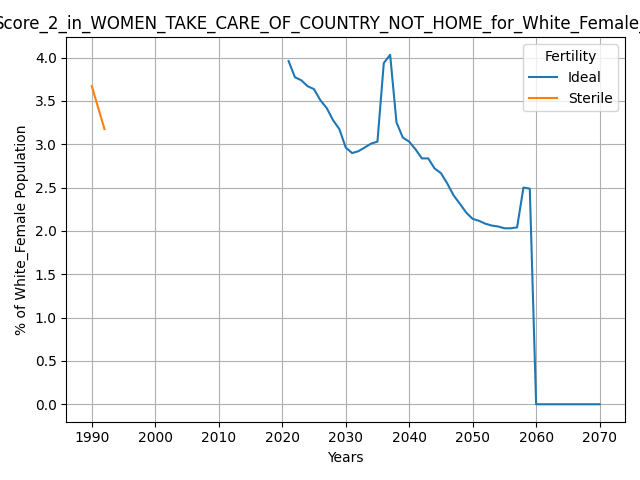 Score_2_in_WOMEN_TAKE_CARE_OF_COUNTRY_NOT_HOME_for_White_Female_
Fertility
Ideal
Sterile
% of White_Female Population
4.0
3.5
3.0
2.5
2.0
1.5
1.0
0.5
0.0
1990 2000 2010 2020 2030 2040 2050 2060 2070
Years